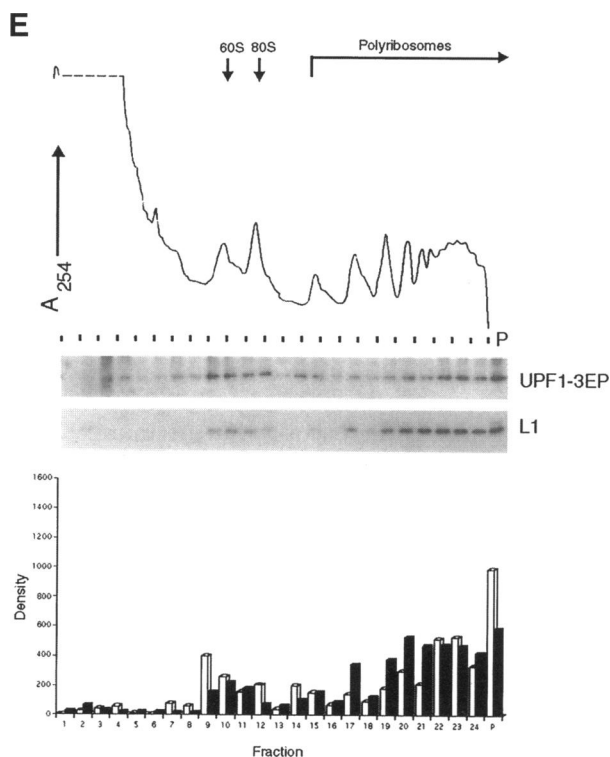 E
60S 80S Polyribosomes
A254
P
UPF1-3EP
L1
1600
1400
1200
1000
800
600
400
200
0
Density
1 2 3 4 5 6 7 8 9 10 11 12 13 14 15 16 17 18 19 20 21 22 23 24 P
Fraction